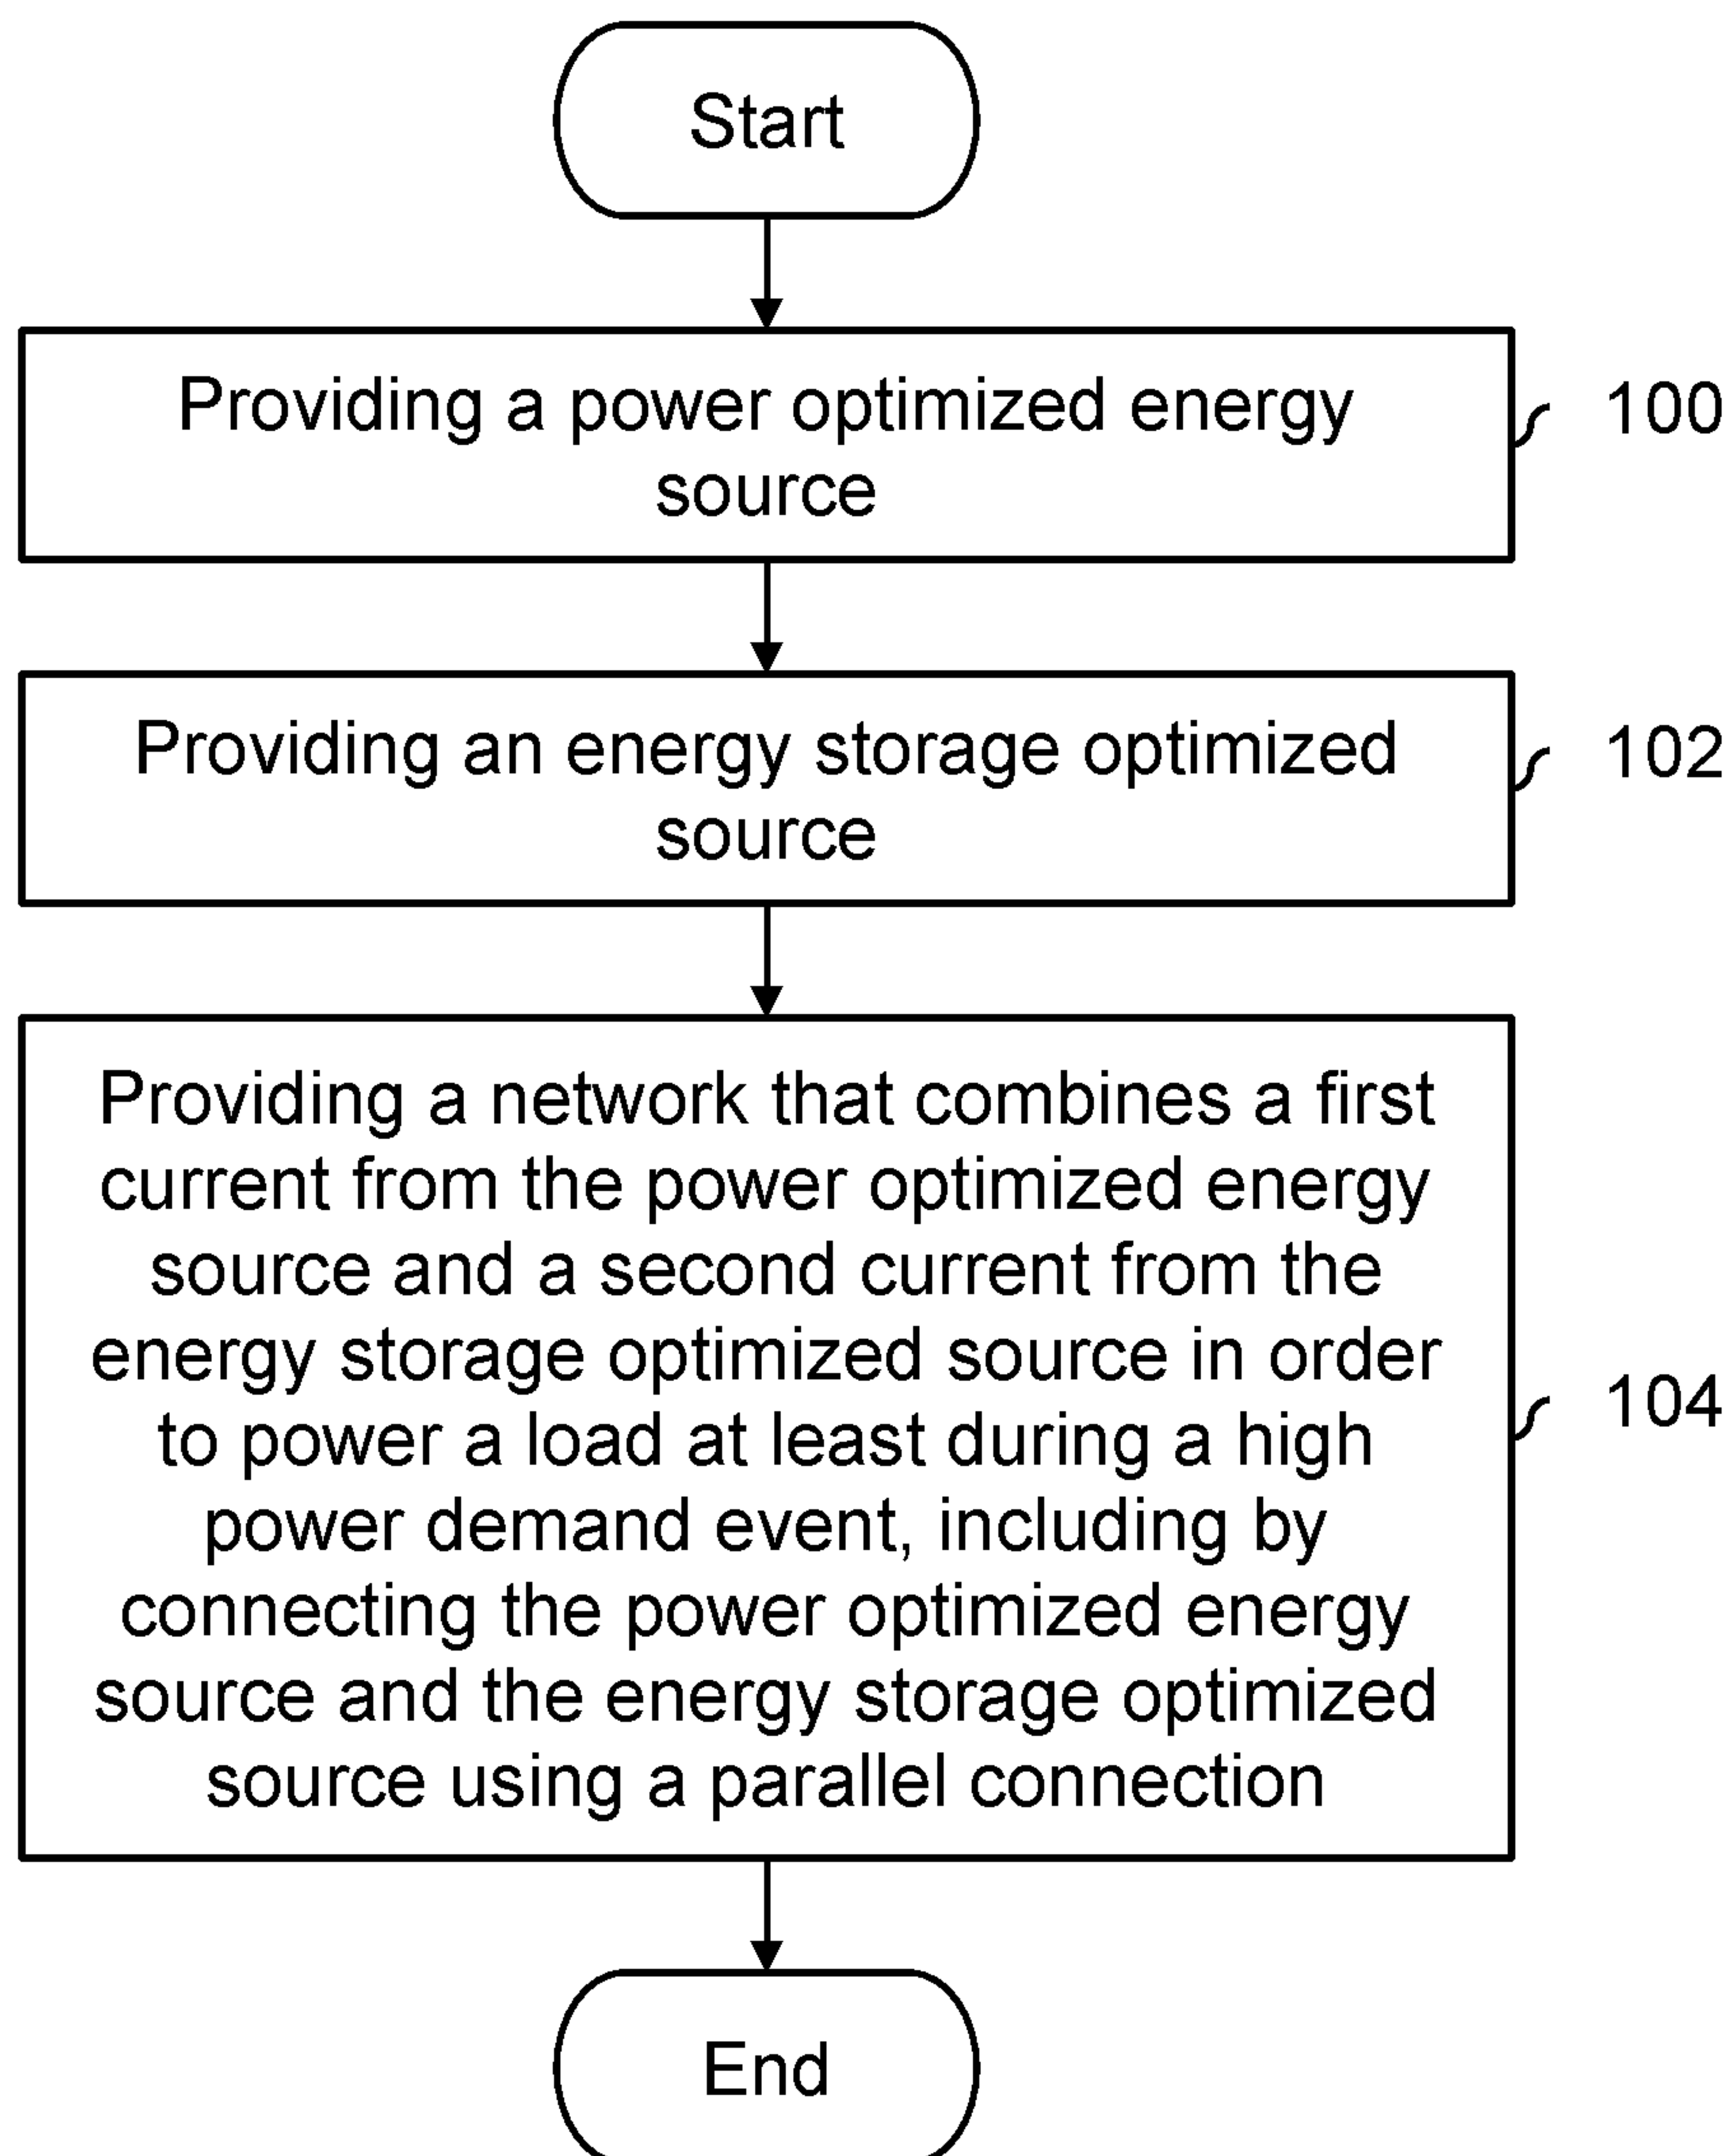 Start
Providing a power optimized energy
source
100
Providing an energy storage optimized
source
102
Providing a network that combines a first
current from the power optimized energy
source and a second current from the
energy storage optimized source in order
to power a load at least during a high
power demand event, including by
connecting the power optimized energy
source and the energy storage optimized
source using a parallel connection
104
End